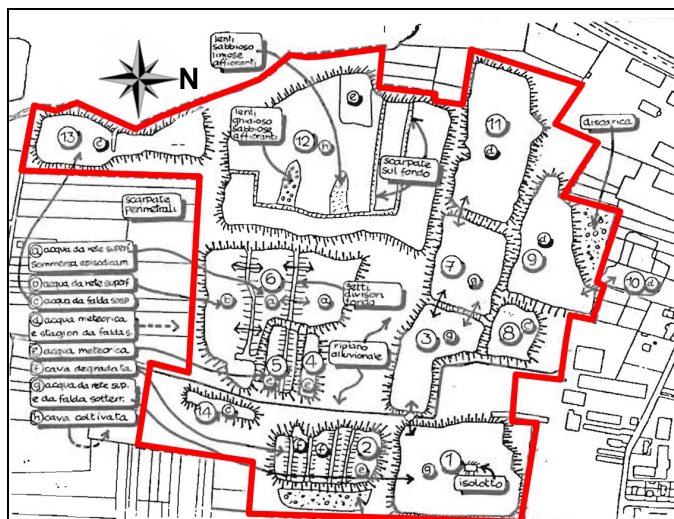 N
lenti
sabbioso
limose
affioranti
lenti
ghiaioso
sabbiose
affioranti
scarpate
sul fondo
discarica
scarpate
perimetrali
13
c
12
h
e
11
d
9
d
10
d
7
g
8
c
3
g
6
b
a
a
5
c
4
e
setti
divisori
fondo
ripiano
alluvionale
14
c
f
f
2
e
g
1
isolotto
a acqua da rete superf.
sommersa episodicam.
b acqua da rete superf
c acqua da falda sosp
d acqua meteorica
e stagion. da falda s.
e acqua meteorica
f cava degradata
g acqua da rete sup.
e da falda sotterr.
h cava coltivata